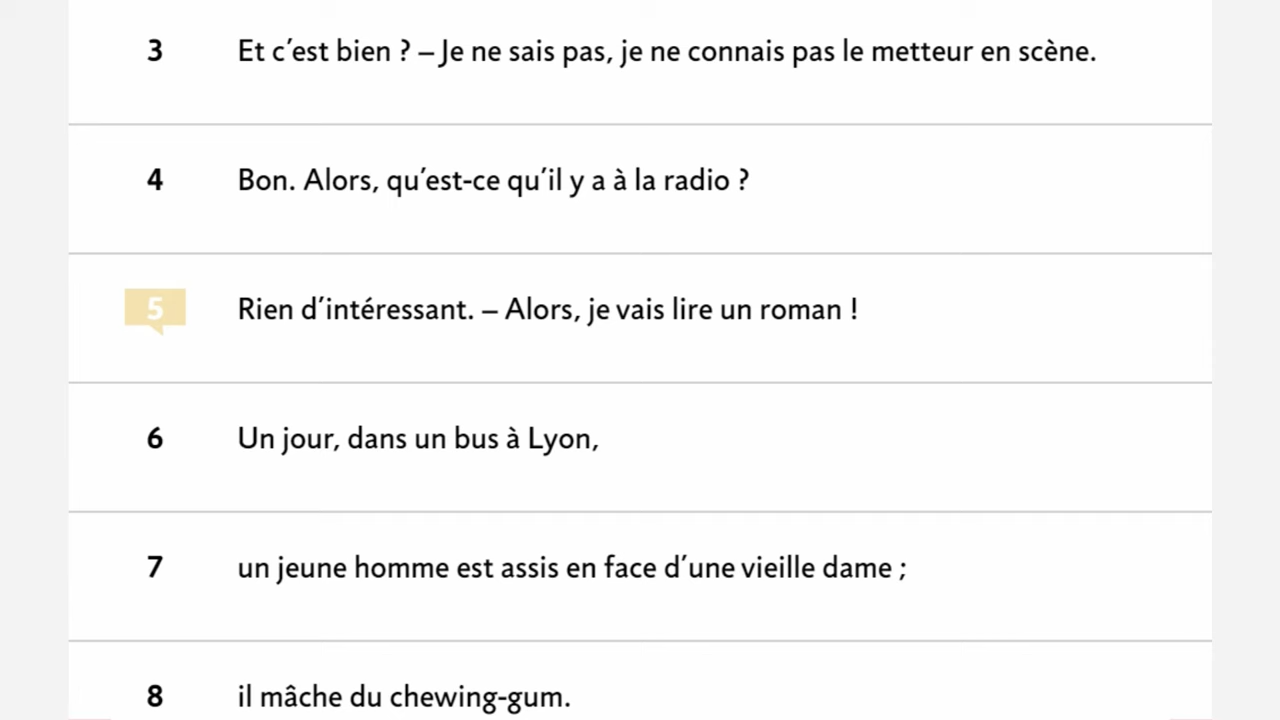 3 Et c’est bien ? – Je ne sais pas, je ne connais pas le metteur en scène.
4 Bon. Alors, qu’est-ce qu’il y a à la radio ?
5 Rien d’intéressant. – Alors, je vais lire un roman !
6 Un jour, dans un bus à Lyon,
7 un jeune homme est assis en face d’une vieille dame ;
8 il mâche du chewing-gum.